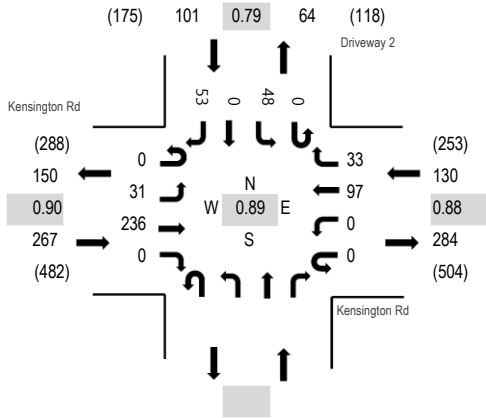 (175) 101 0.79 64 (118)
Driveway 2
53 0 48 0
Kensington Rd
(288)
150
0.90
267
(482)
0
31
236
0
N
W 0.89 E
S
33
97
0
0
(253)
130
0.88
284
(504)
Kensington Rd